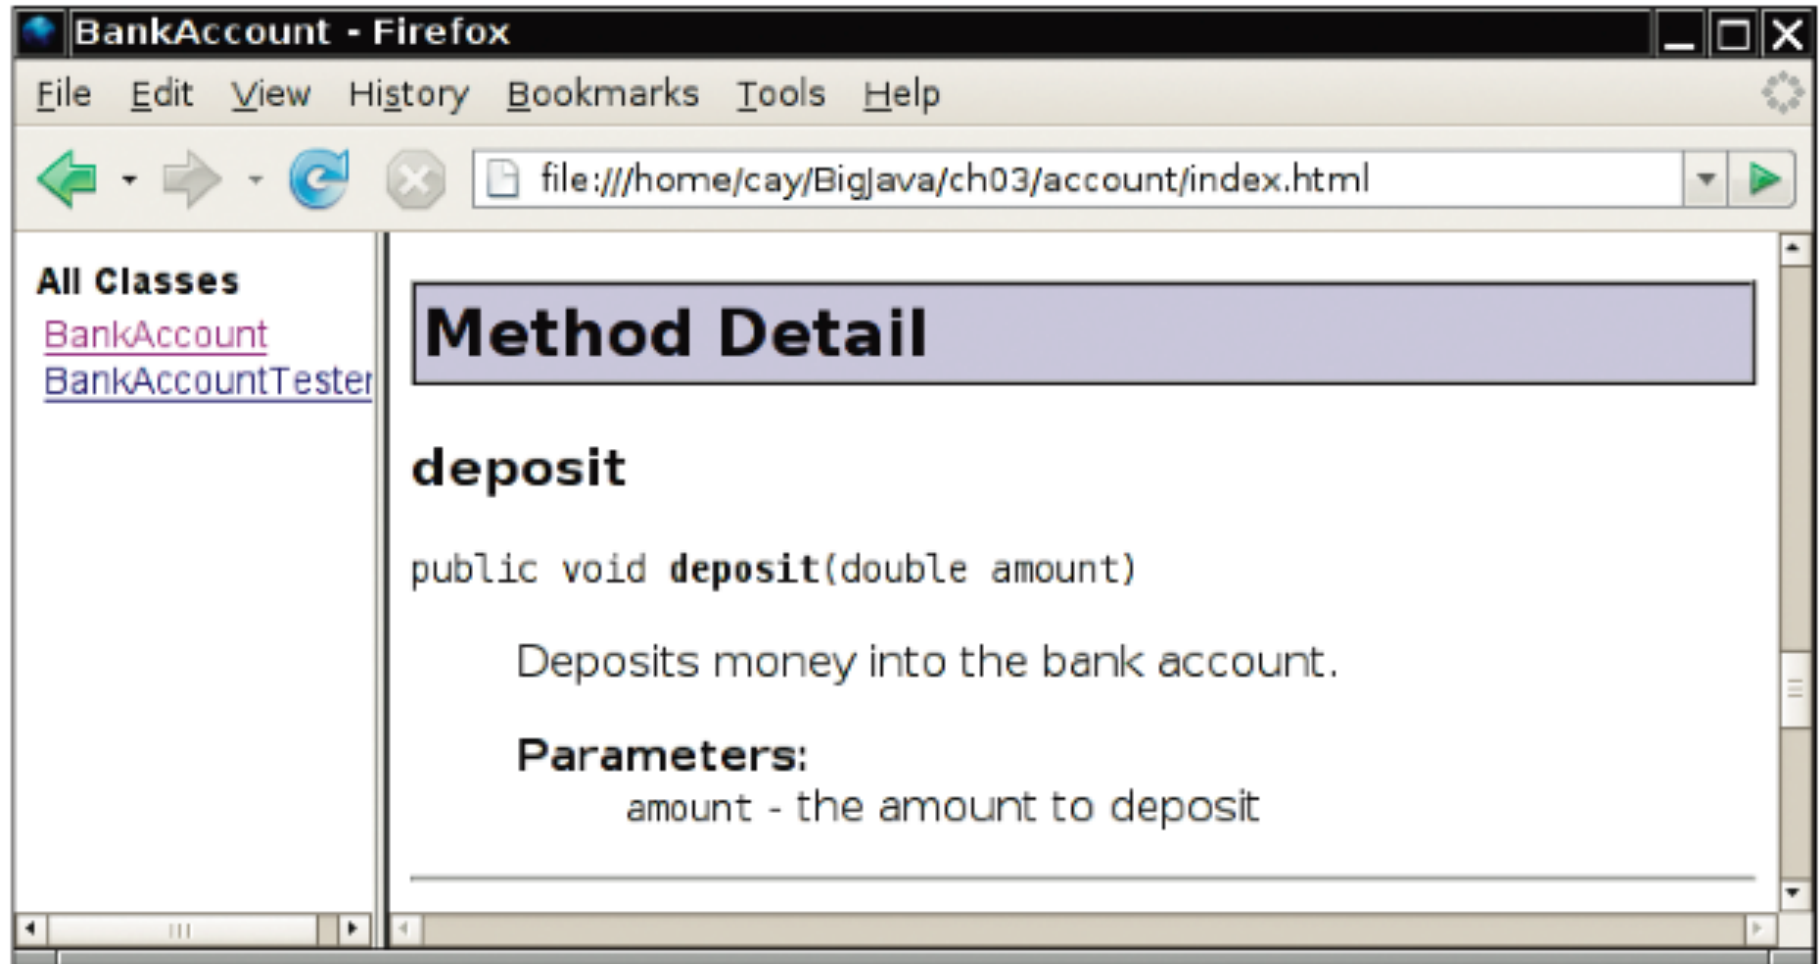 BankAccount - Firefox
File Edit View History Bookmarks Tools Help
file:///home/cay/BigJava/ch03/account/index.html
All Classes
BankAccount
BankAccountTester
Method Detail
deposit
public void deposit(double amount)
Deposits money into the bank account.
Parameters:
amount - the amount to deposit